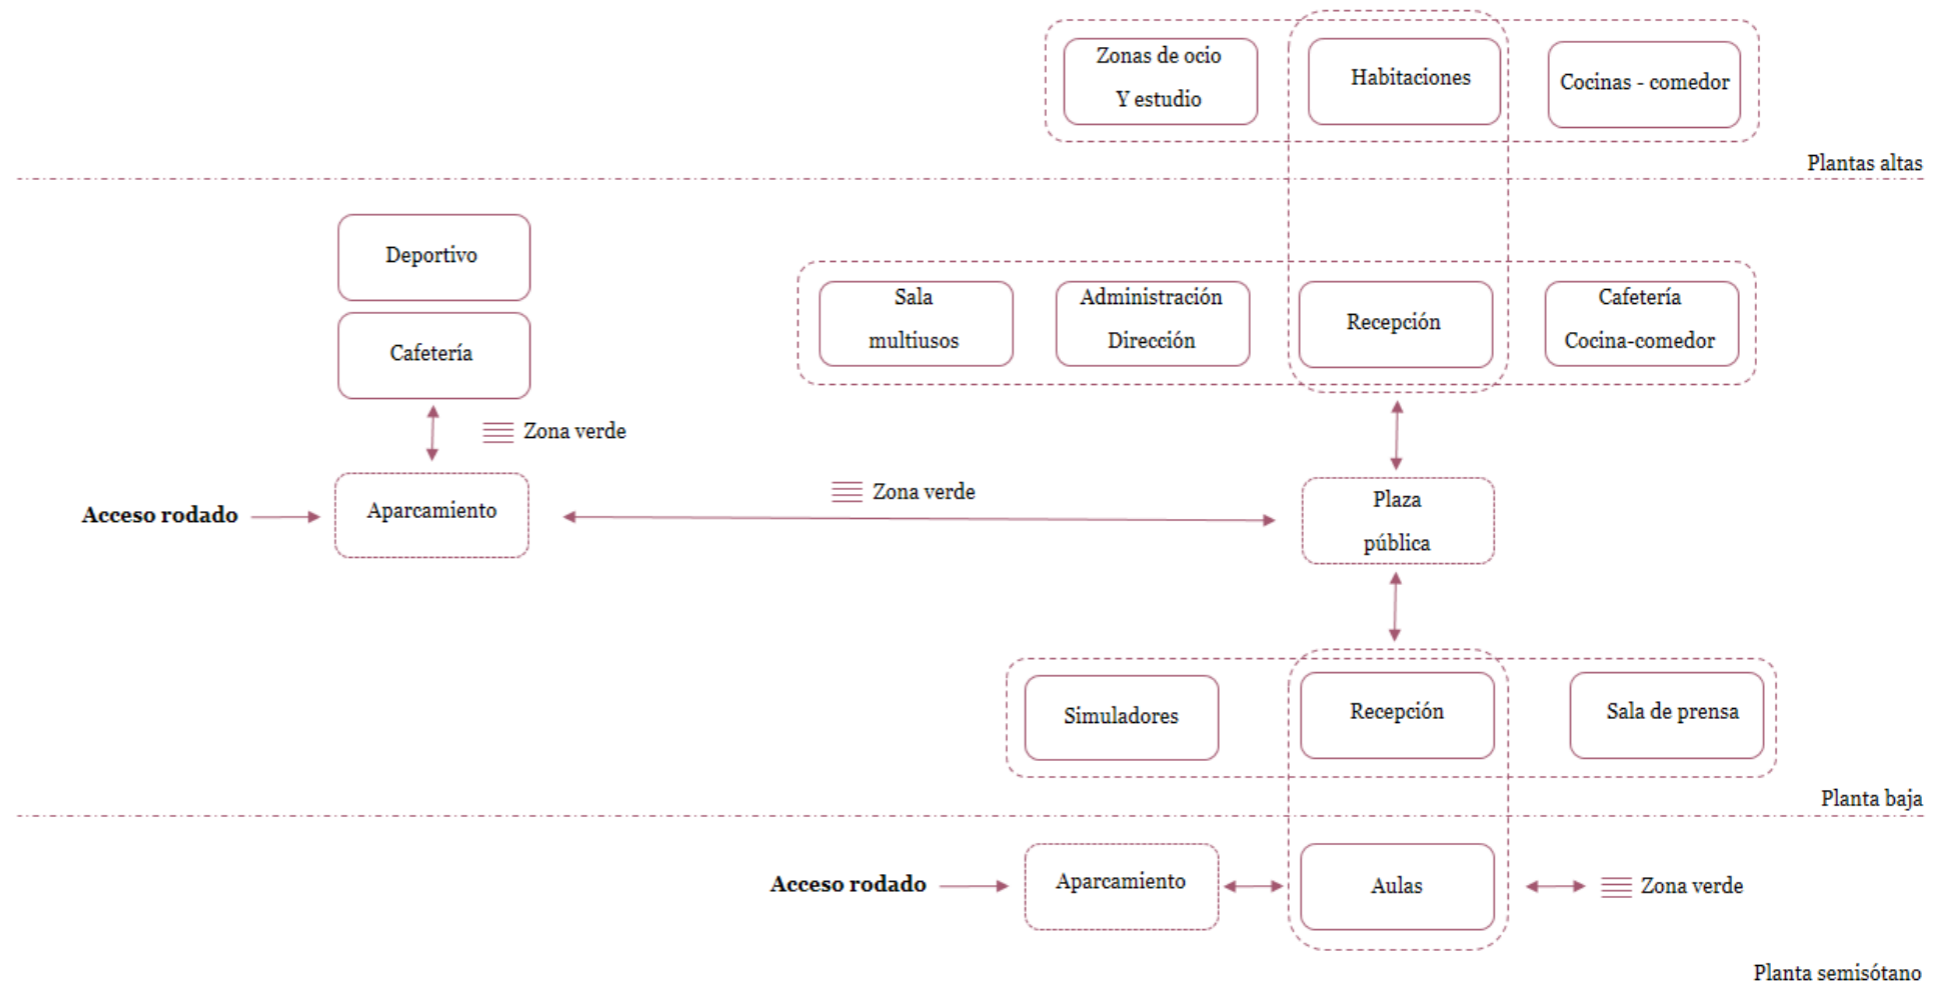 Zonas de ocio
Y estudio
Habitaciones
Cocinas - comedor
Plantas altas
Deportivo
Cafetería
Sala
multiusos
Administración
Dirección
Recepción
Cafetería
Cocina-comedor
Zona verde
Acceso rodado
Aparcamiento
Zona verde
Plaza
pública
Simuladores
Recepción
Sala de prensa
Planta baja
Acceso rodado
Aparcamiento
Aulas
Zona verde
Planta semisótano